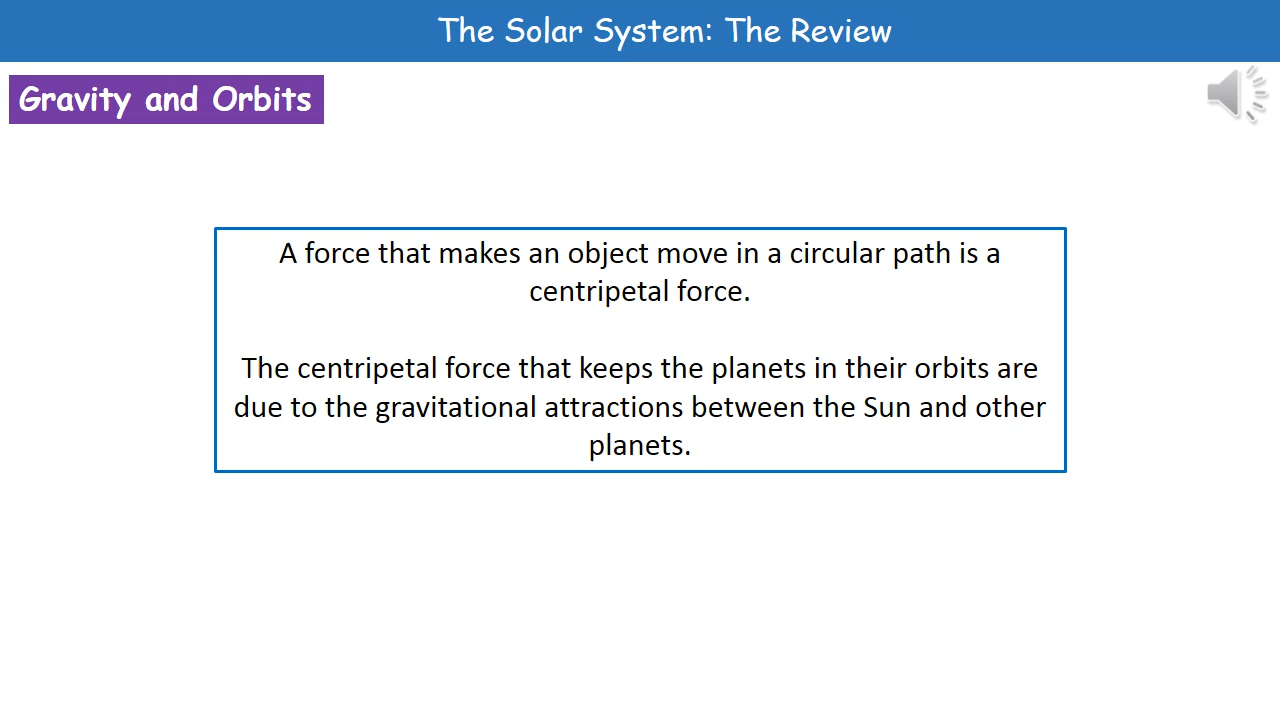 The Solar System: The Review
Gravity and Orbits
A force that makes an object move in a circular path is a
centripetal force.
The centripetal force that keeps the planets in their orbits are
due to the gravitational attractions between the Sun and other
planets.